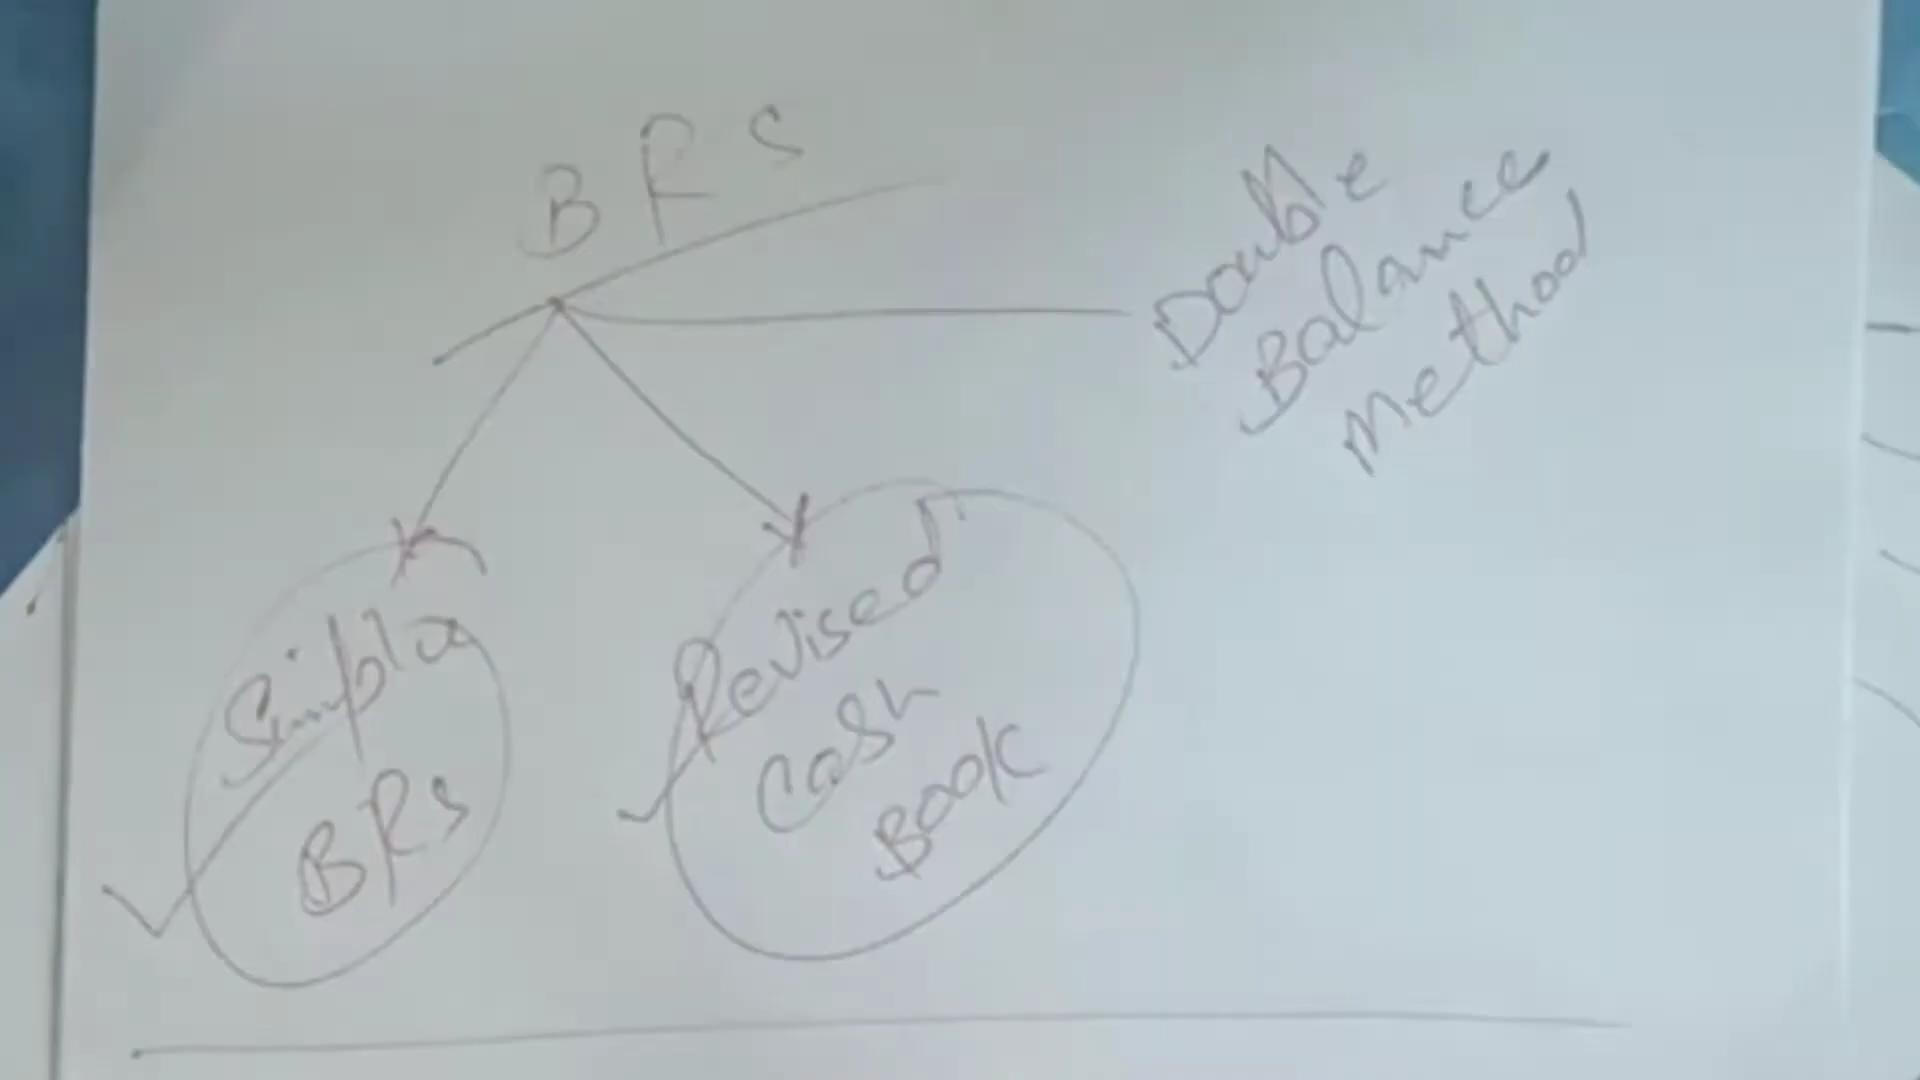 BRS
Double
Balance
Method
Simple
BRS
Revised
Cash
Book